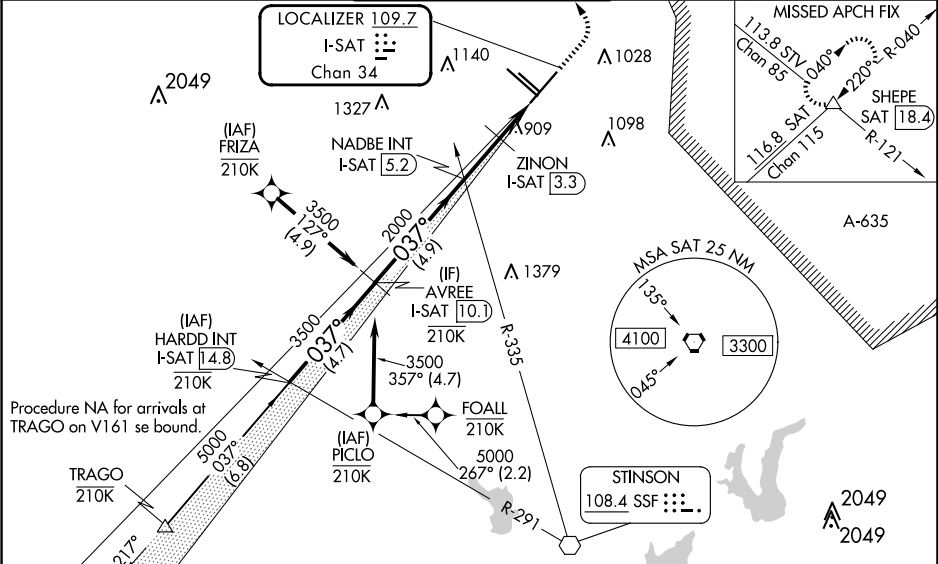 LOCALIZER 109.7
I-SAT
Chan 34
1140
1028
2049
1327
909
1098
MISSED APCH FIX
113.8 STV
Chan 85
040°
220°
R-040
SHEPE
SAT 18.4
116.8 SAT
Chan 115
R-121
(IAF)
FRIZA
210K
NADBE INT
I-SAT 5.2
ZINON
I-SAT 3.3
3500
127°
(4.9)
2000
037°
(4.9)
A-635
(IF)
AVREE
I-SAT 10.1
210K
1379
MSA SAT 25 NM
135°
4100
3300
045°
(IAF)
HARDD INT
I-SAT 14.8
210K
3500
037°
(4.7)
R-335
3500
357° (4.7)
Procedure NA for arrivals at
TRAGO on V161 se bound.
FOALL
210K
(IAF)
PICLO
210K
5000
267° (2.2)
5000
037°
(6.8)
TRAGO
210K
R-291
STINSON
108.4 SSF
2049
2049
217°